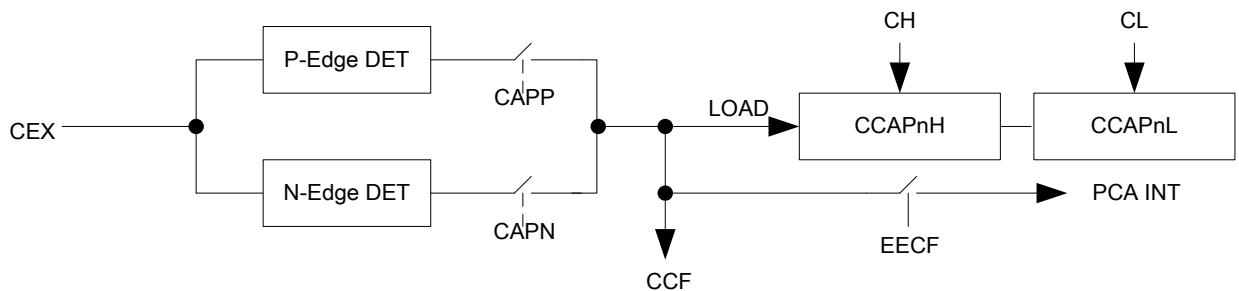 CH
CL
P-Edge DET
CAPP
CEX
LOAD
CCAPnH
CCAPnL
N-Edge DET
CAPN
PCA INT
EECF
CCF